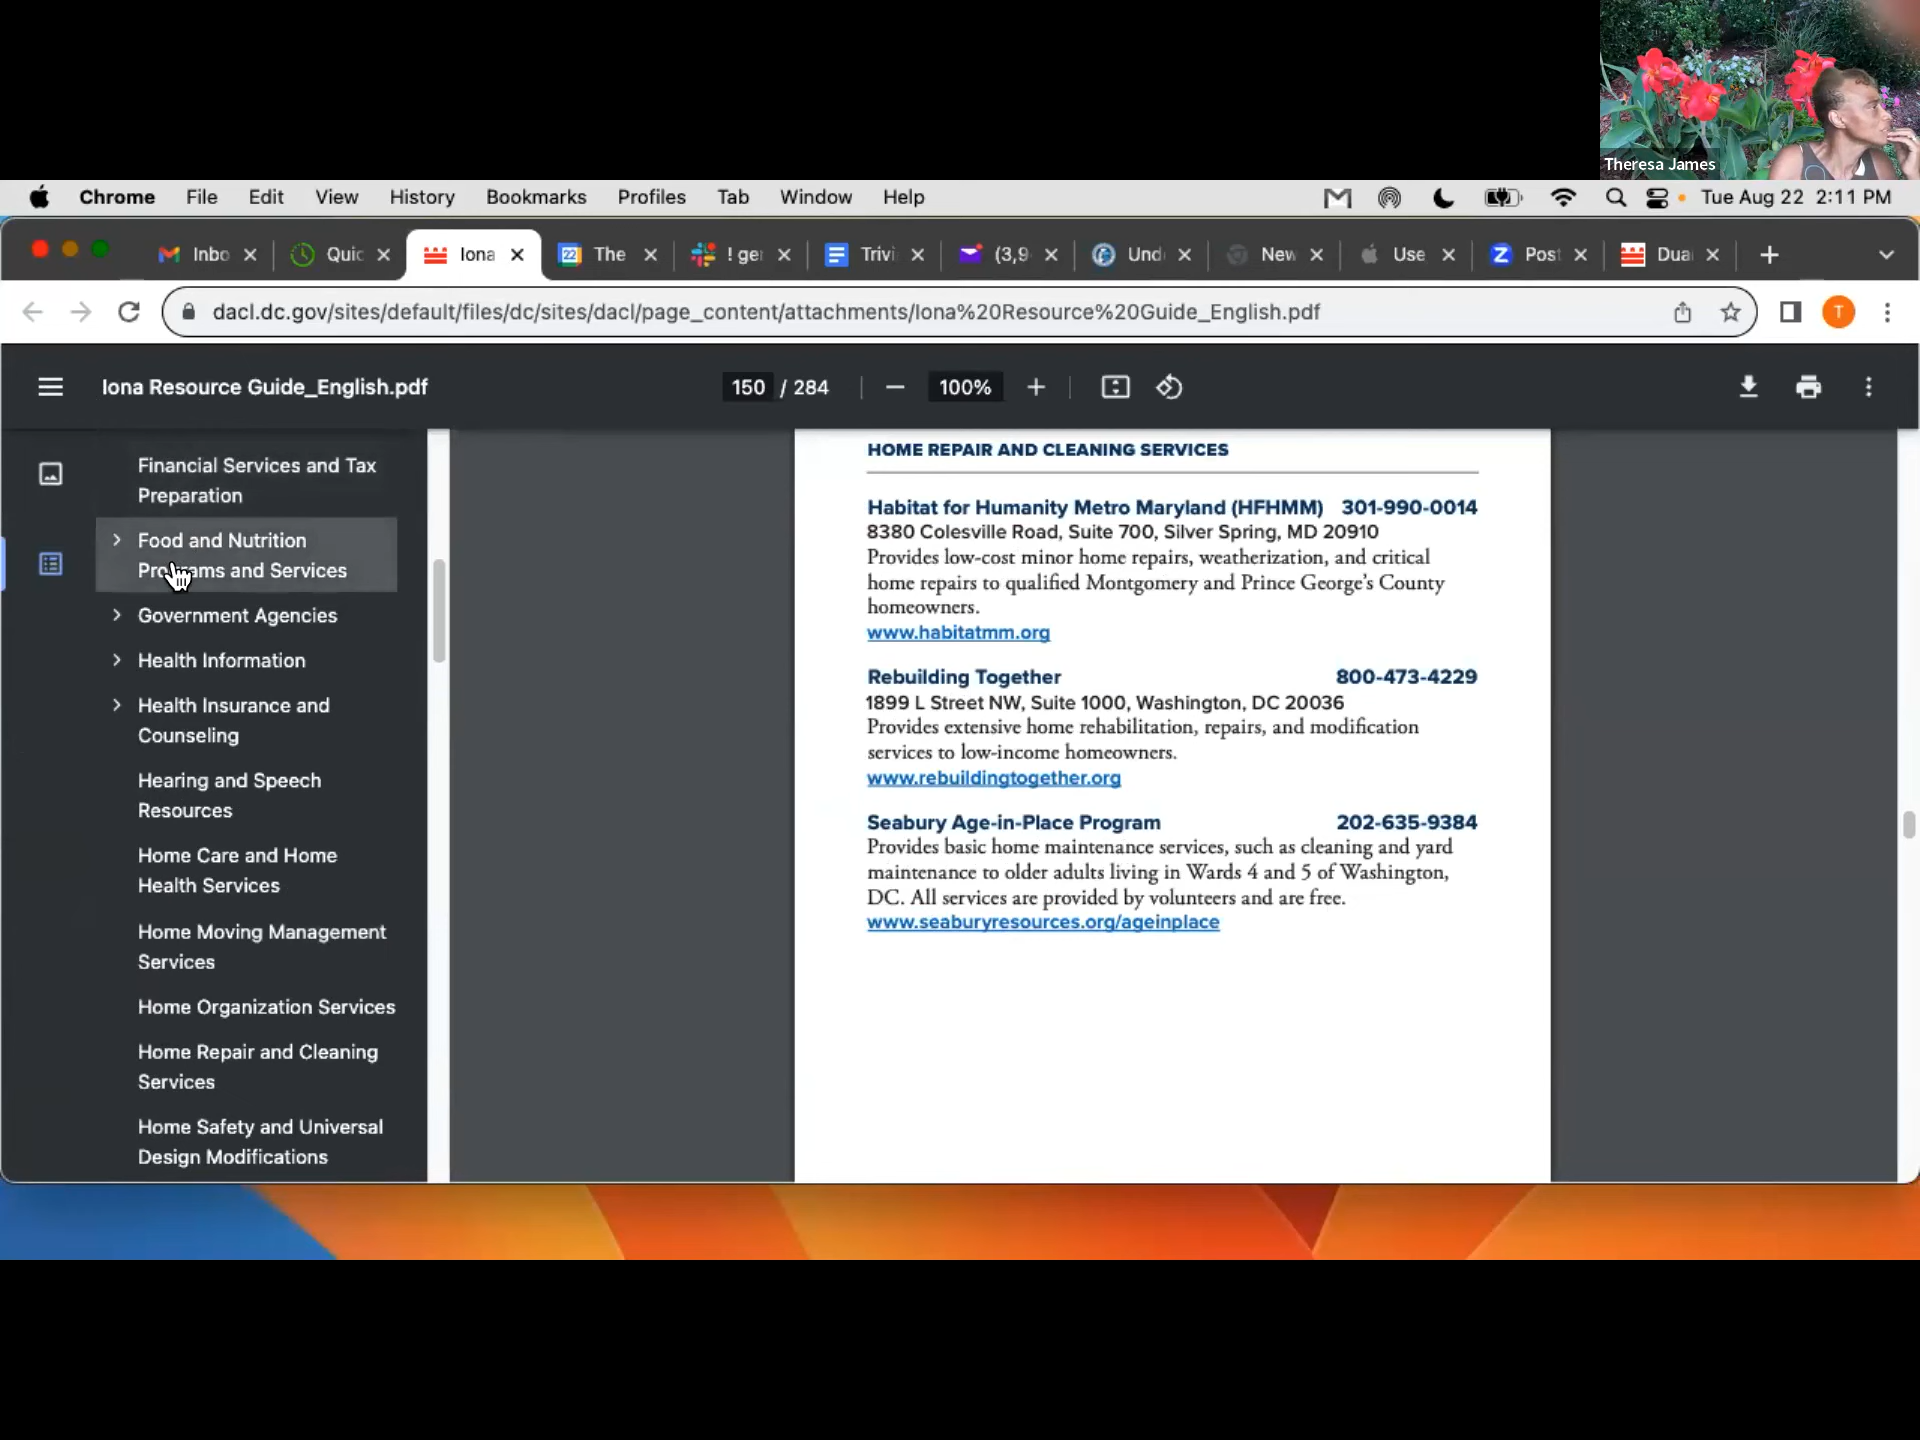 Theresa James
Chrome File Edit View History Bookmarks Profiles Tab Window Help Tue Aug 22 2:11 PM
Inbo Quic Iona 22 The ! ger Trivi (3,9 Und New Use Z Post Dua
dacl.dc.gov/sites/default/files/dc/sites/dacl/page_content/attachments/Iona%20Resource%20Guide_English.pdf T
Iona Resource Guide_English.pdf 150 / 284 100%
Financial Services and Tax
Preparation
Food and Nutrition
Programs and Services
Government Agencies
Health Information
Health Insurance and
Counseling
Hearing and Speech
Resources
Home Care and Home
Health Services
Home Moving Management
Services
Home Organization Services
Home Repair and Cleaning
Services
Home Safety and Universal
Design Modifications
HOME REPAIR AND CLEANING SERVICES
Habitat for Humanity Metro Maryland (HFHMM) 301-990-0014
8380 Colesville Road, Suite 700, Silver Spring, MD 20910
Provides low-cost minor home repairs, weatherization, and critical
home repairs to qualified Montgomery and Prince George's County
homeowners.
www.habitatmm.org
Rebuilding Together 800-473-4229
1899 L Street NW, Suite 1000, Washington, DC 20036
Provides extensive home rehabilitation, repairs, and modification
services to low-income homeowners.
www.rebuildingtogether.org
Seabury Age-in-Place Program 202-635-9384
Provides basic home maintenance services, such as cleaning and yard
maintenance to older adults living in Wards 4 and 5 of Washington,
DC. All services are provided by volunteers and are free.
www.seaburyresources.org/ageinplace